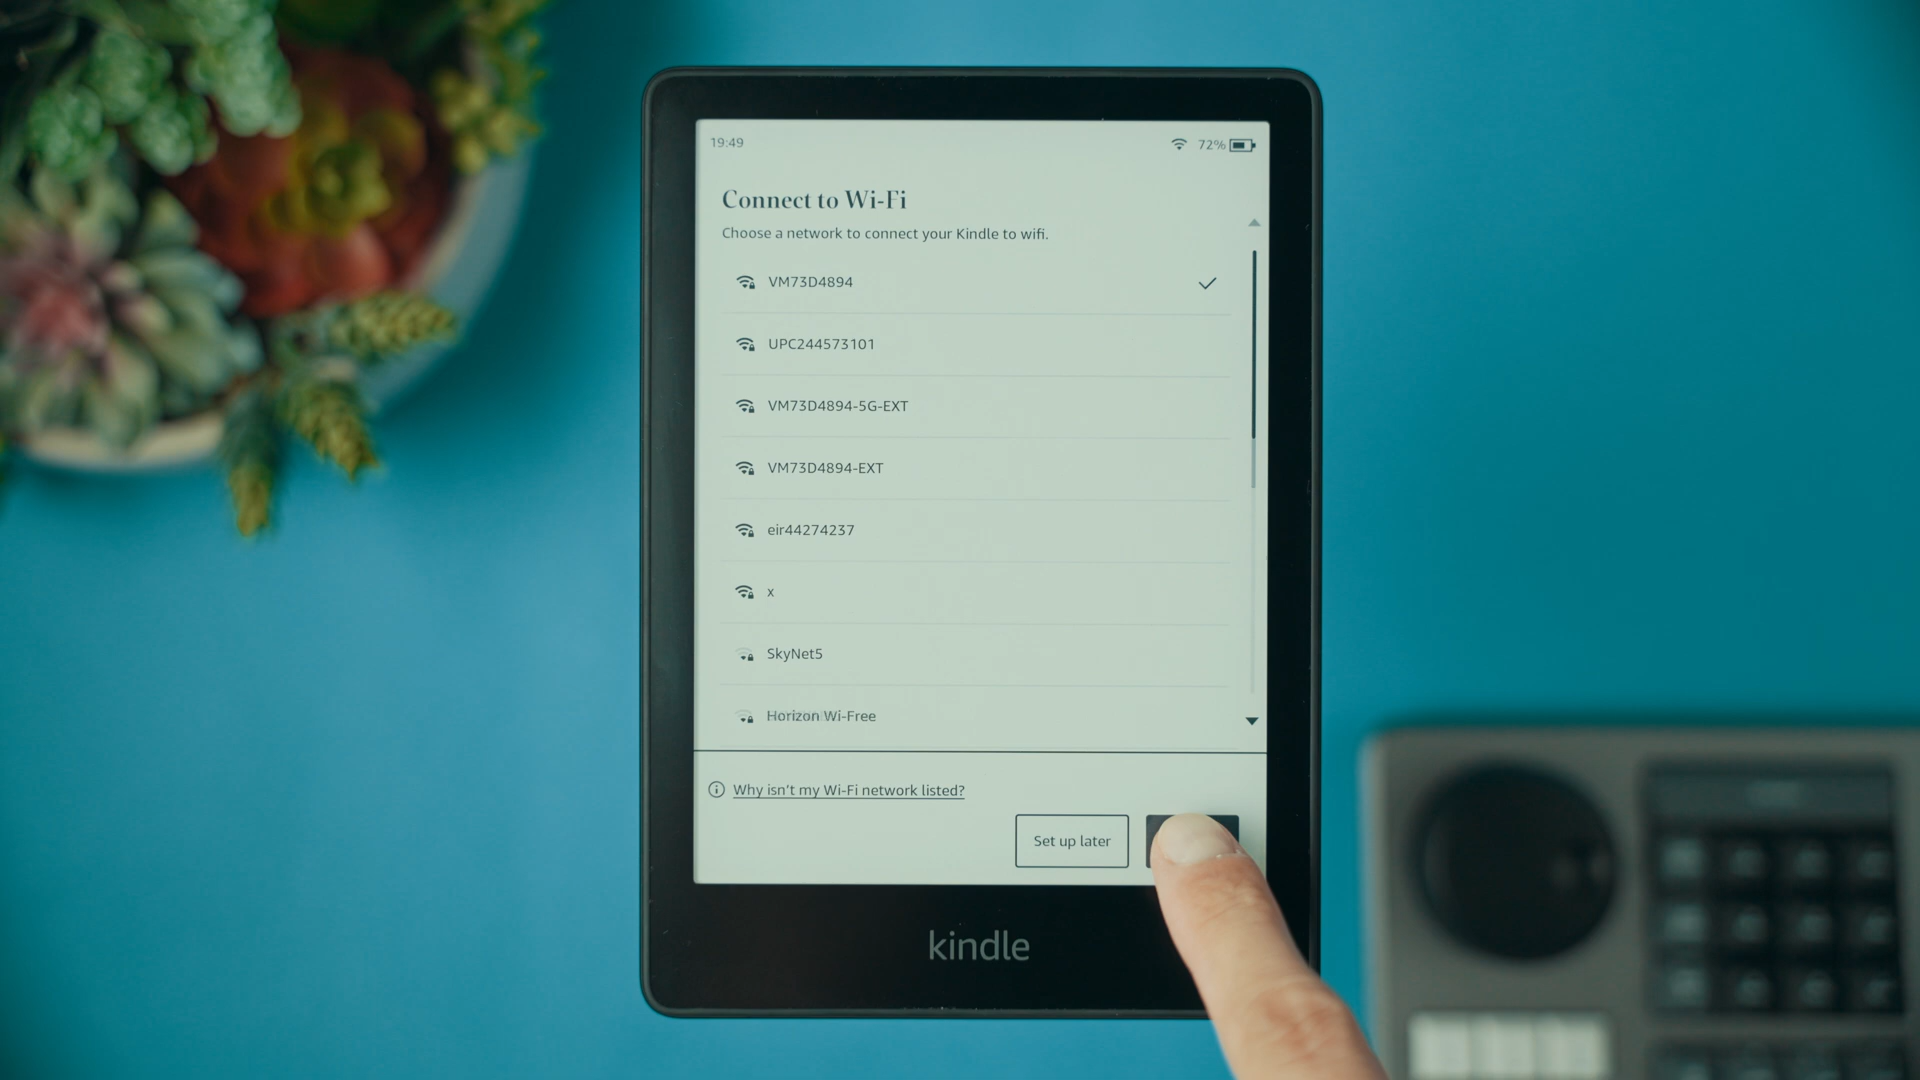 19:49
72%
Connect to Wi-Fi
Choose a network to connect your Kindle to wifi.
VM73D4894
UPC244573101
VM73D4894-5G-EXT
VM73D4894-EXT
eir44274237
x
SkyNet5
Horizon Wi-Free
Why isn't my Wi-Fi network listed?
Set up later
kindle